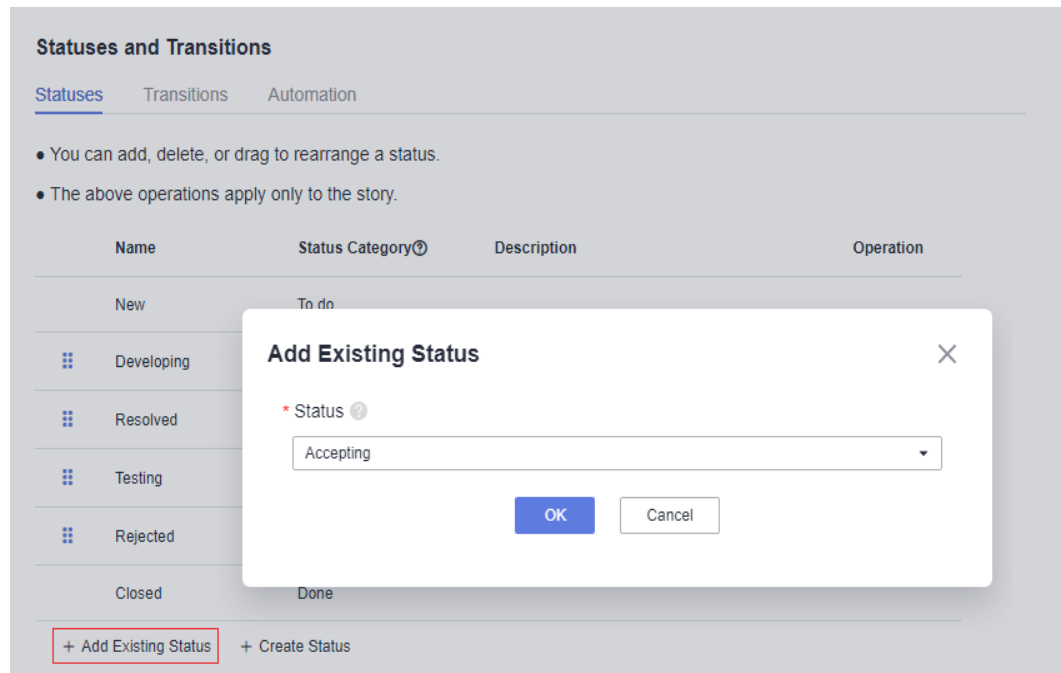 Statuses and Transitions
Statuses Transitions Automation
● You can add, delete, or drag to rearrange a status.
● The above operations apply only to the story.
Name Status Category? Description Operation
New To do
Add Existing Status
Developing
* Status ?
Resolved
Accepting
Testing
OK Cancel
Rejected
Closed Done
+ Add Existing Status + Create Status